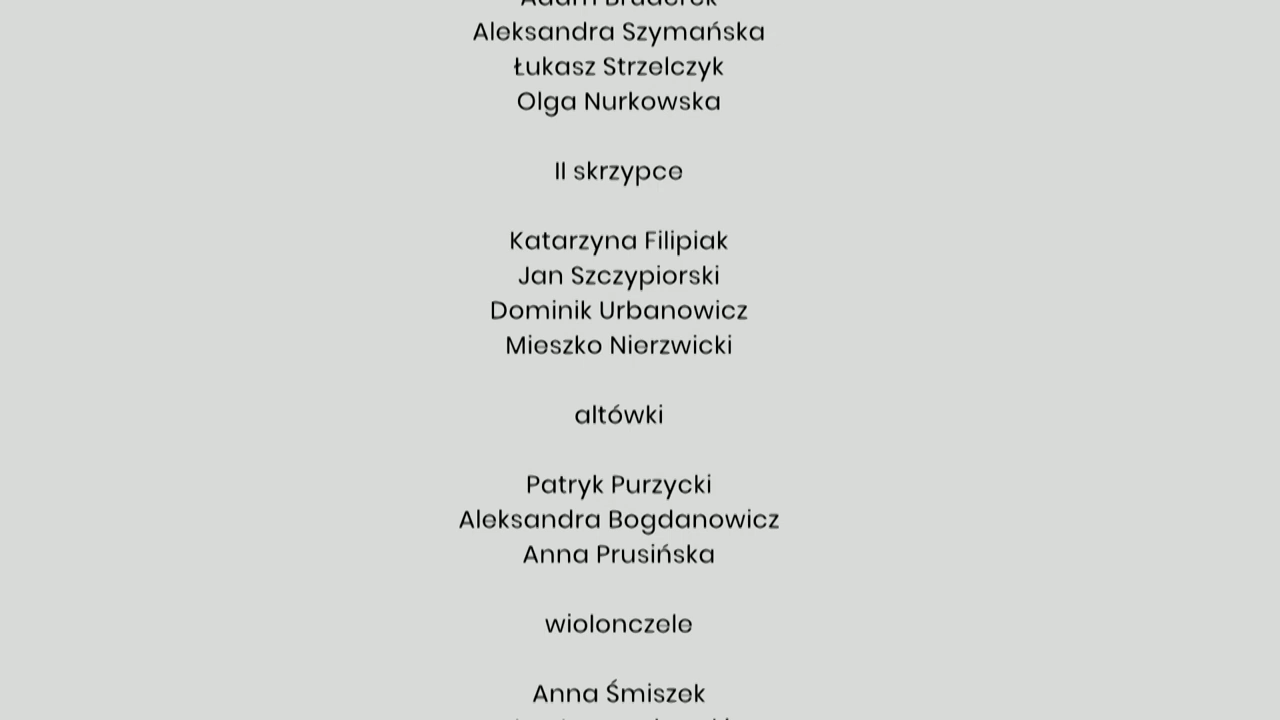 Aleksandra Szymańska
Łukasz Strzelczyk
Olga Nurkowska
II skrzypce
Katarzyna Filipiak
Jan Szczypiorski
Dominik Urbanowicz
Mieszko Nierzwicki
altówki
Patryk Purzycki
Aleksandra Bogdanowicz
Anna Prusińska
wiolonczele
Anna Śmiszek